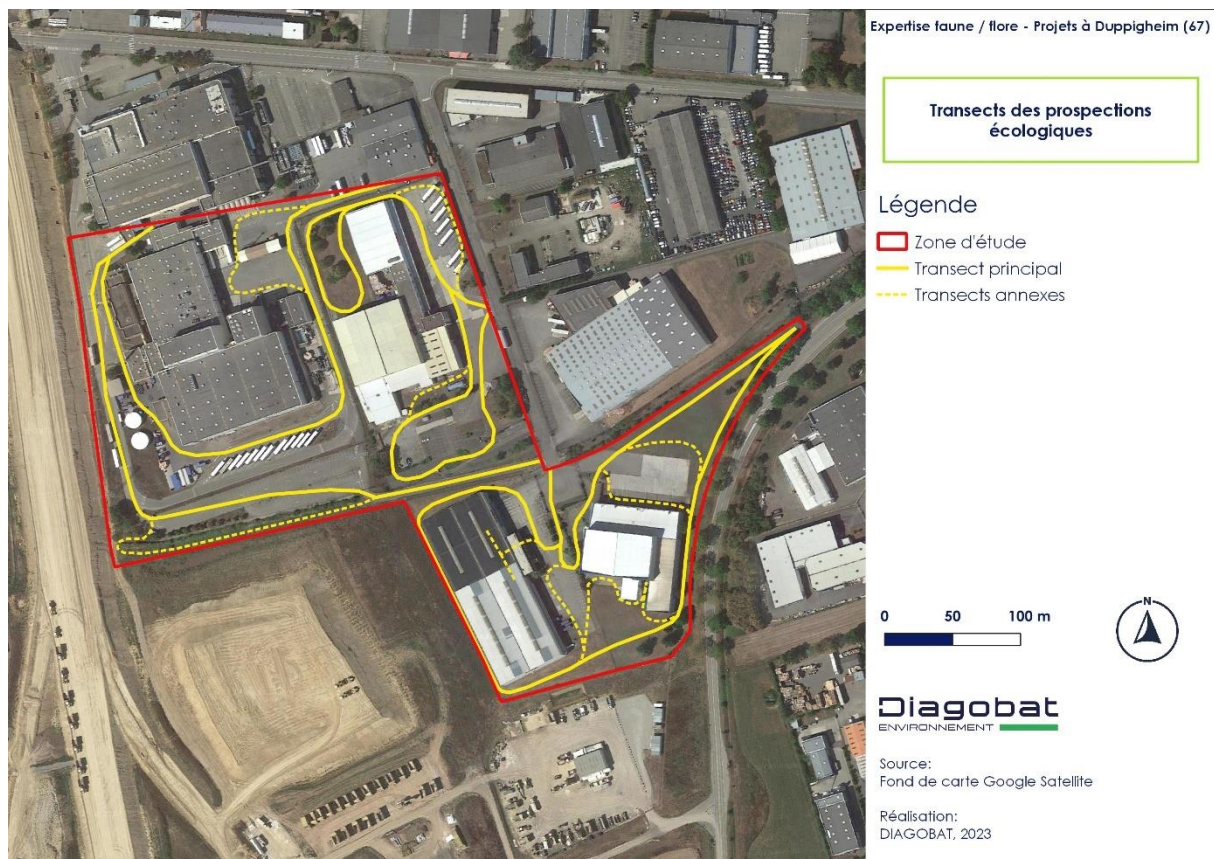 Expertise faune / flore - Projets à Duppigheim (67)
Transects des prospections
écologiques
Légende
Zone d'étude
Transect principal
Transects annexes
0 50 100 m
N
Diagobat
ENVIRONNEMENT
Source:
Fond de carte Google Satellite
Réalisation:
DIAGOBAT, 2023